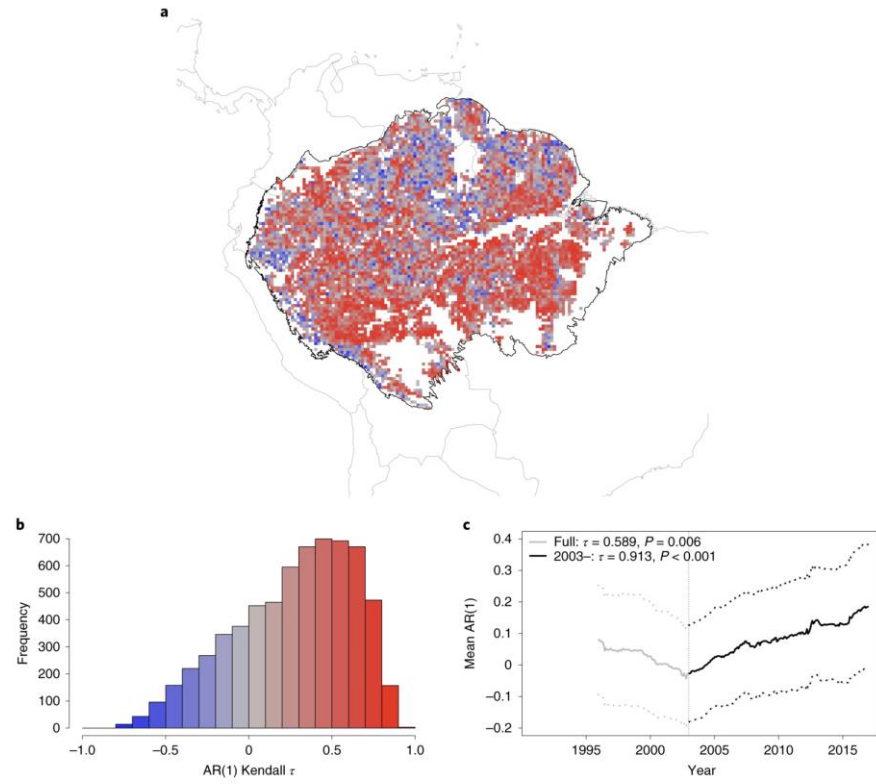 a
b
700
600
500
400
300
200
100
0
Frequency
−1.0
−0.5
0
0.5
1.0
AR(1) Kendall τ
c
Full: τ = 0.589, P = 0.006
2003–: τ = 0.913, P < 0.001
0.4
0.3
0.2
0.1
0
−0.1
−0.2
Mean AR(1)
1995
2000
2005
2010
2015
Year